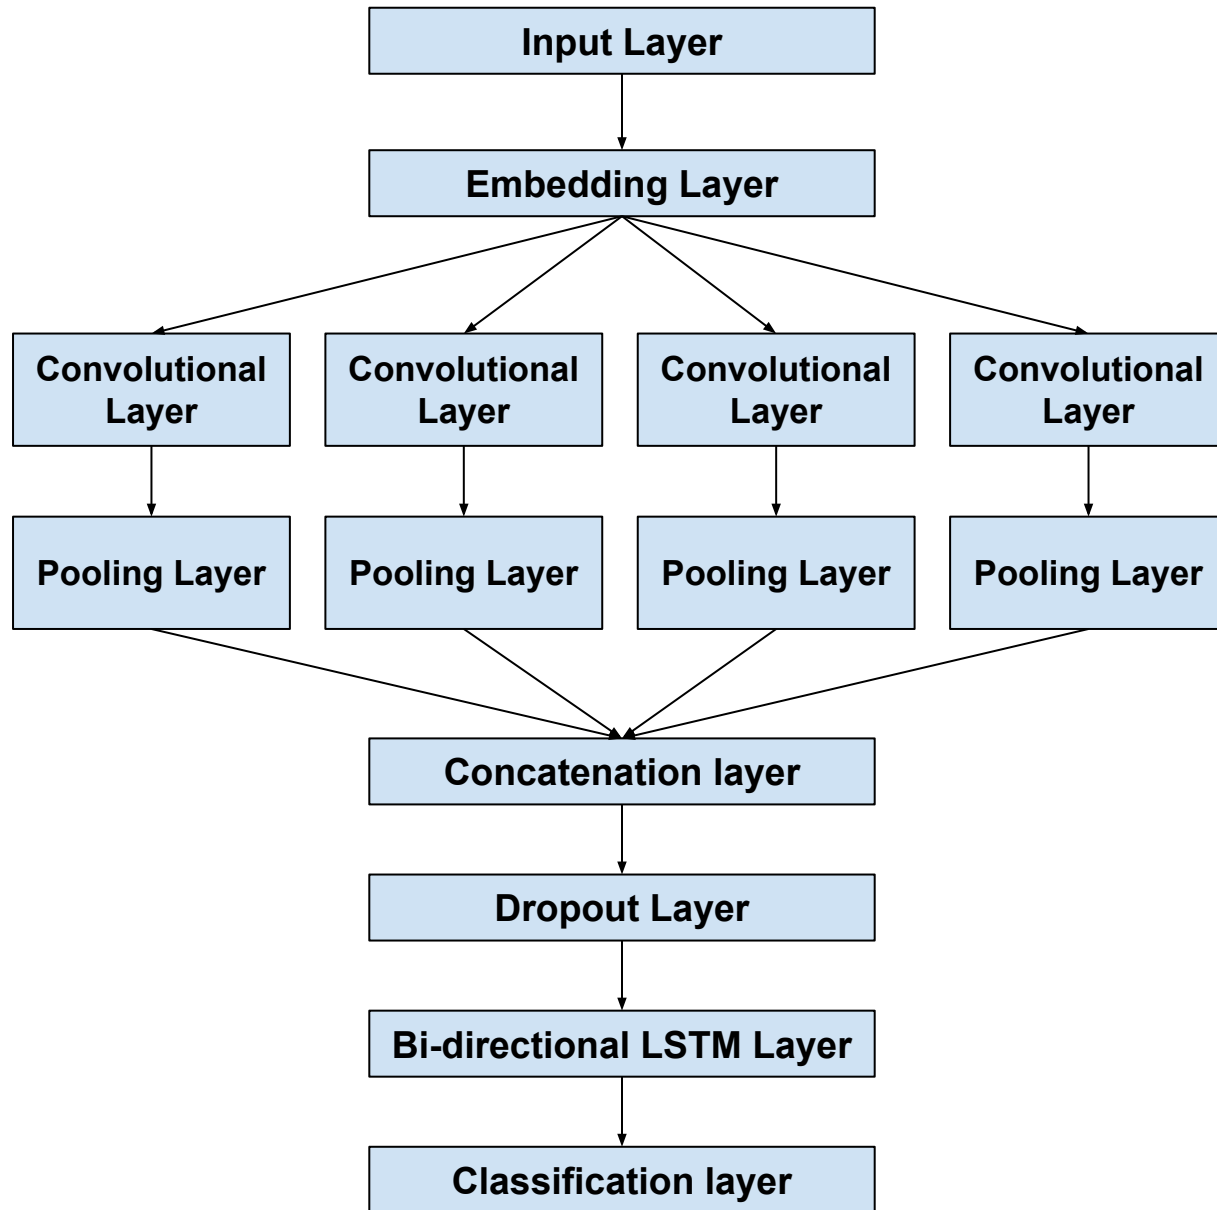 Input Layer
Embedding Layer
Convolutional
Layer
Convolutional
Layer
Convolutional
Layer
Convolutional
Layer
Pooling Layer
Pooling Layer
Pooling Layer
Pooling Layer
Concatenation layer
Dropout Layer
Bi-directional LSTM Layer
Classification layer